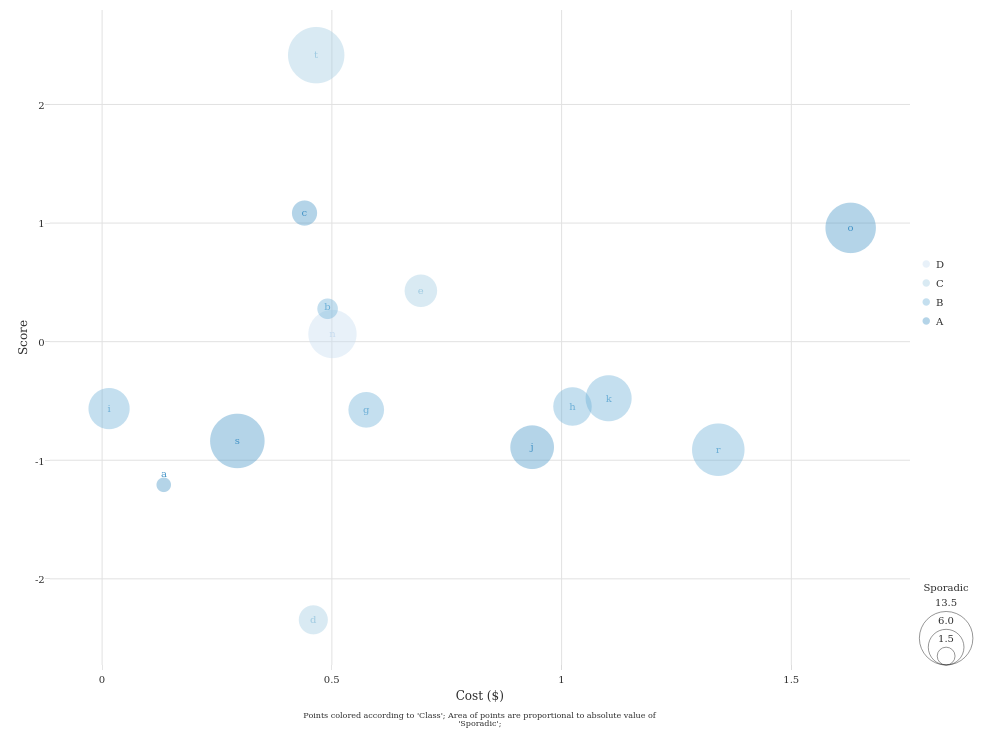 t
2
c
1
o
e
D
C
b
B
A
Score
0
i
g
h
k
s
j
r
-1
a
-2
d
Sporadic
13.5
6.0
1.5
0
0.5
1
1.5
Cost ($)
Points colored according to 'Class'; Area of points are proportional to absolute value of
'Sporadic';